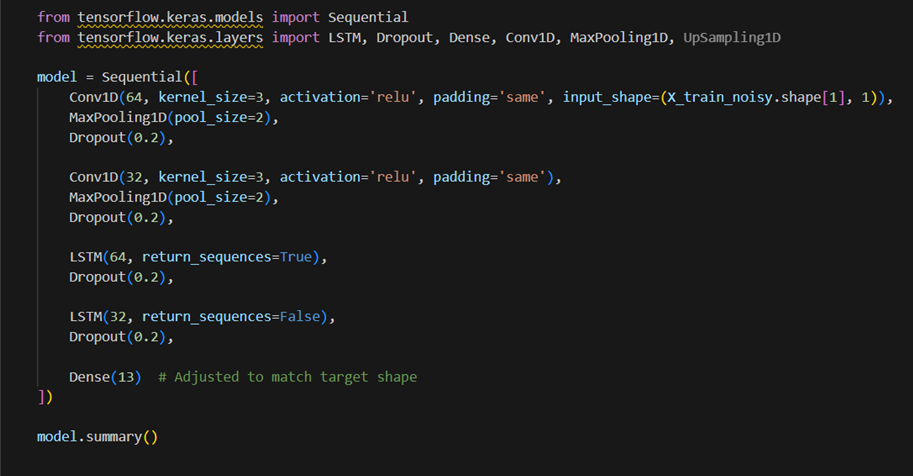 from tensorflow.keras.models import Sequential
from tensorflow.keras.layers import LSTM, Dropout, Dense, Conv1D, MaxPooling1D, UpSampling1D

model = Sequential([
    Conv1D(64, kernel_size=3, activation='relu', padding='same', input_shape=(X_train_noisy.shape[1], 1)),
    MaxPooling1D(pool_size=2),
    Dropout(0.2),

    Conv1D(32, kernel_size=3, activation='relu', padding='same'),
    MaxPooling1D(pool_size=2),
    Dropout(0.2),

    LSTM(64, return_sequences=True),
    Dropout(0.2),

    LSTM(32, return_sequences=False),
    Dropout(0.2),

    Dense(13)  # Adjusted to match target shape
])

model.summary()